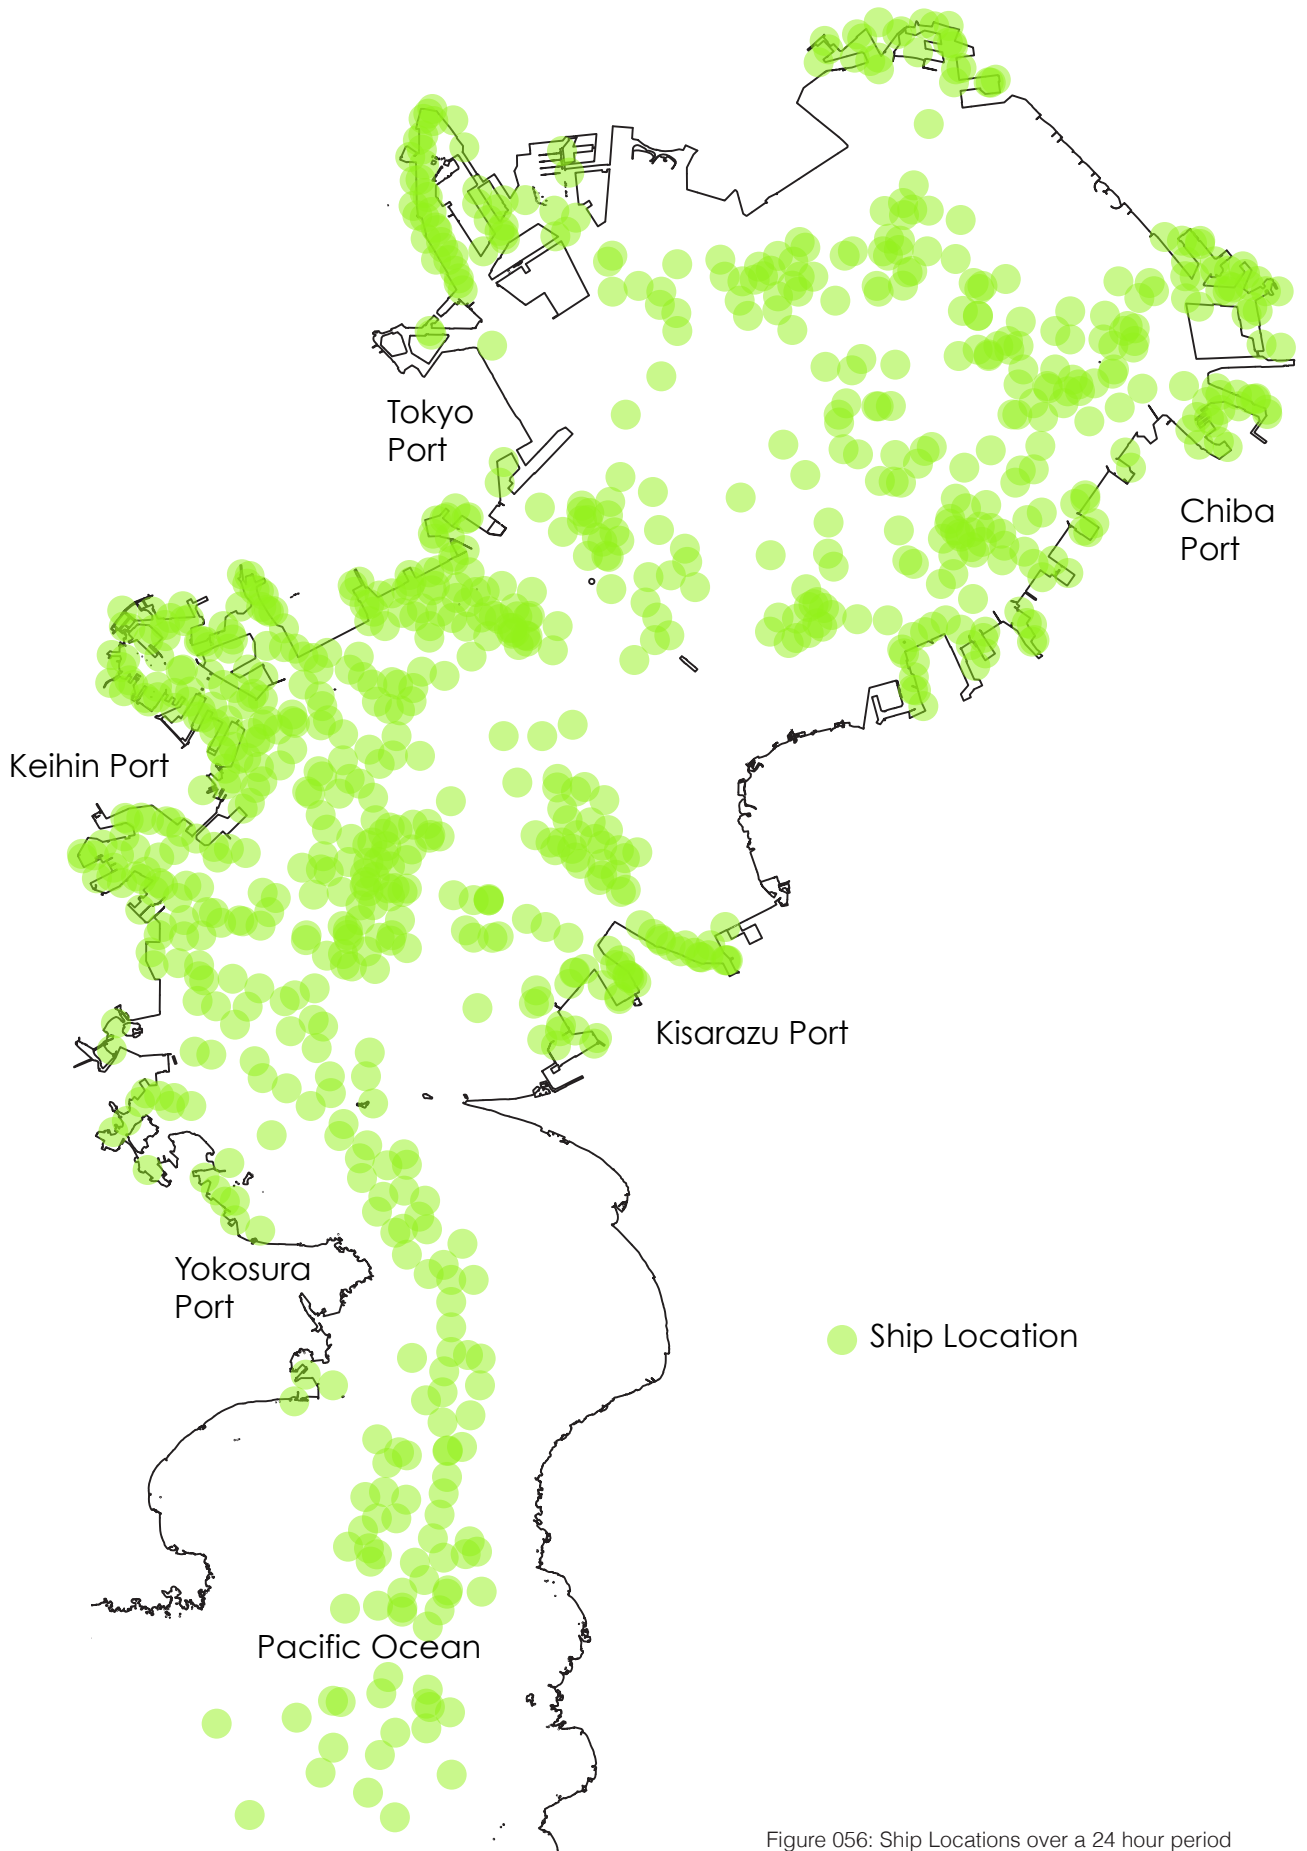 Tokyo
Port
Chiba
Port
Keihin Port
Kisarazu Port
Yokosura
Port
Ship Location
Pacific Ocean
Figure 056: Ship Locations over a 24 hour period